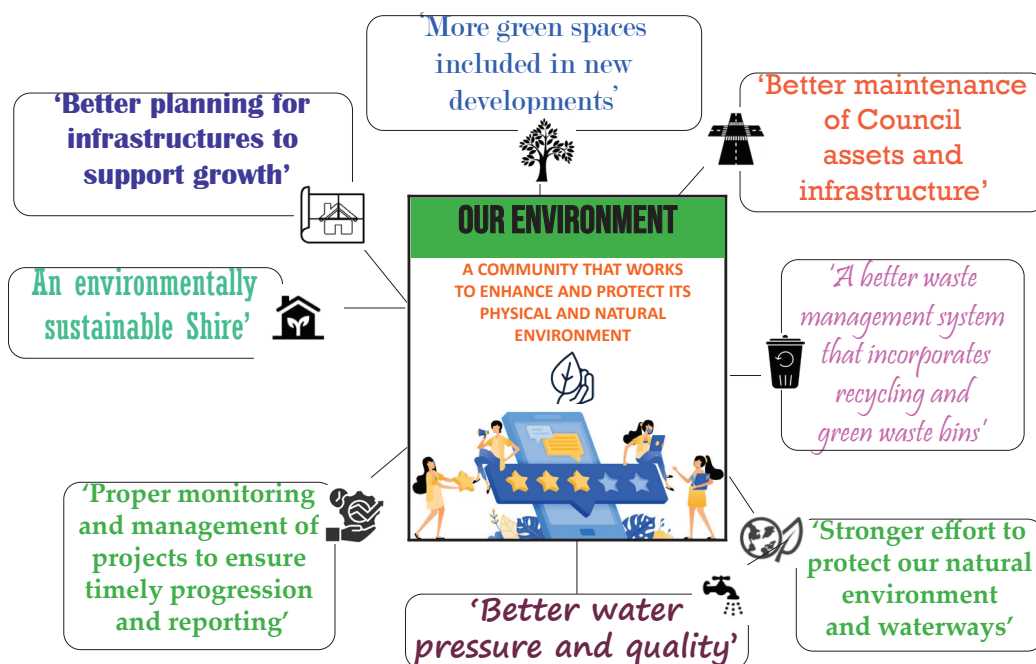 ‘More green spaces
included in new
developments’
‘Better planning for
infrastructures to
support growth’
‘Better maintenance
of Council
assets and
infrastructure’
OUR ENVIRONMENT
A COMMUNITY THAT WORKS
TO ENHANCE AND PROTECT ITS
PHYSICAL AND NATURAL
ENVIRONMENT
An environmentally
sustainable Shire’
‘A better waste
management system
that incorporates
recycling and
green waste bins’
‘Proper monitoring
and management of
projects to ensure
timely progression
and reporting’
‘Stronger effort to
protect our natural
environment
and waterways’
‘Better water
pressure and quality’